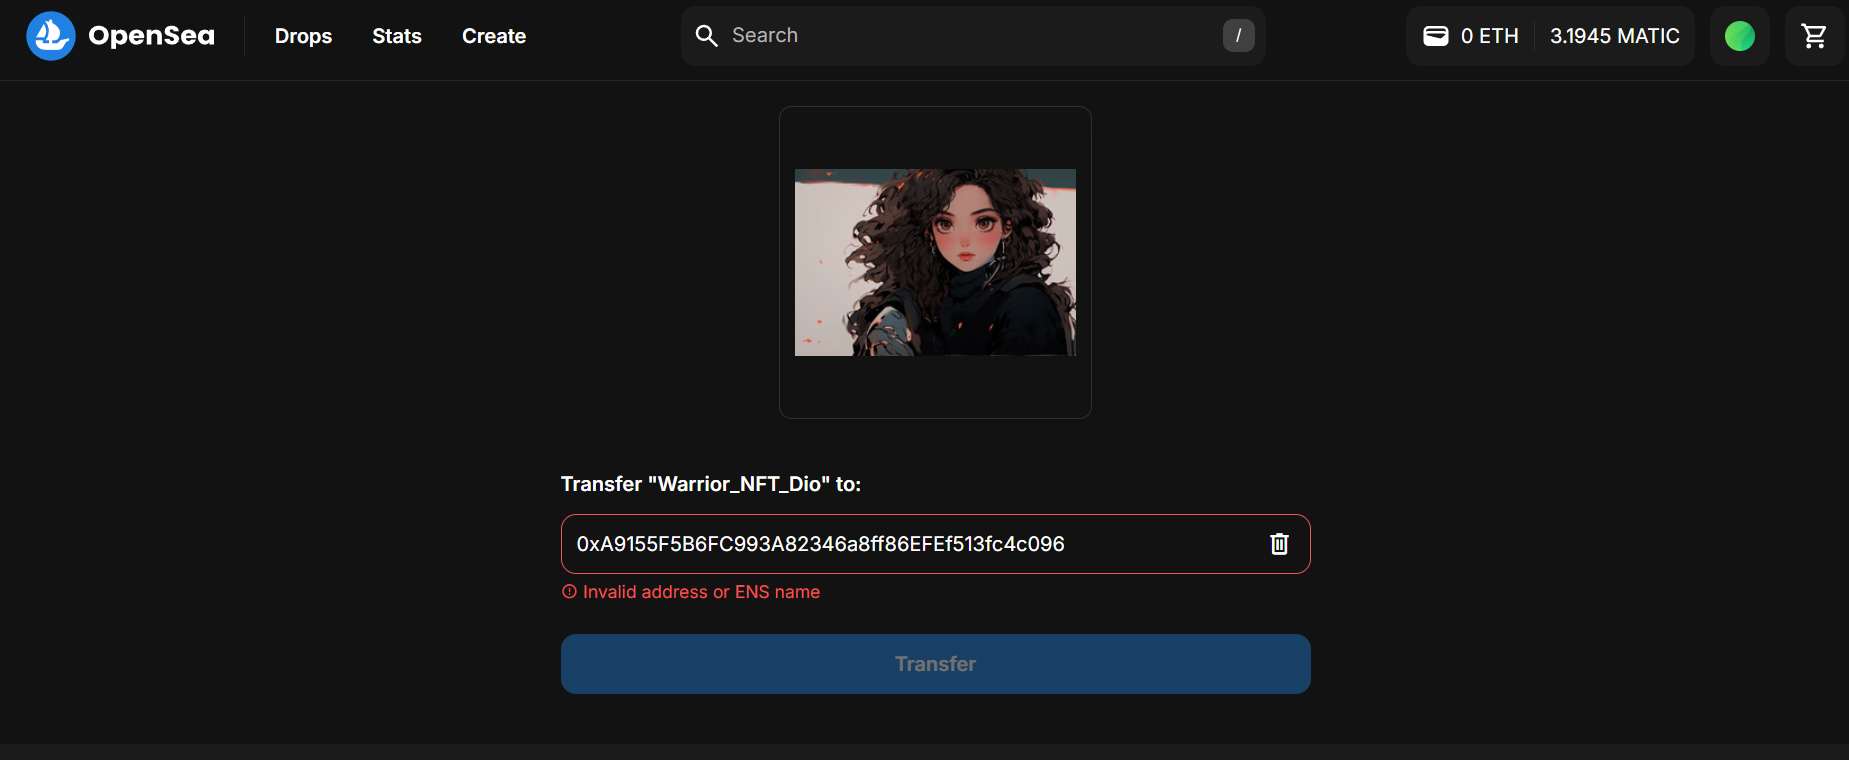 OpenSea
Drops
Stats
Create
Search
/
0 ETH
3.1945 MATIC
Transfer "Warrior_NFT_Dio" to:
0xA9155F5B6FC993A82346a8ff86EFEf513fc4c096
Invalid address or ENS name
Transfer